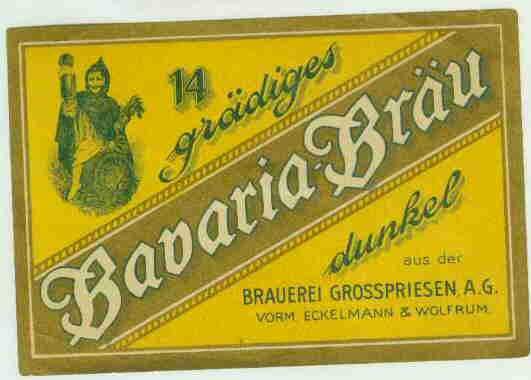 14
grädiges
Bavaria-Bräu
dunkel
aus der
BRAUEREI GROSSPRIESEN, A.G.
VORM. ECKELMANN & WOLFRUM.